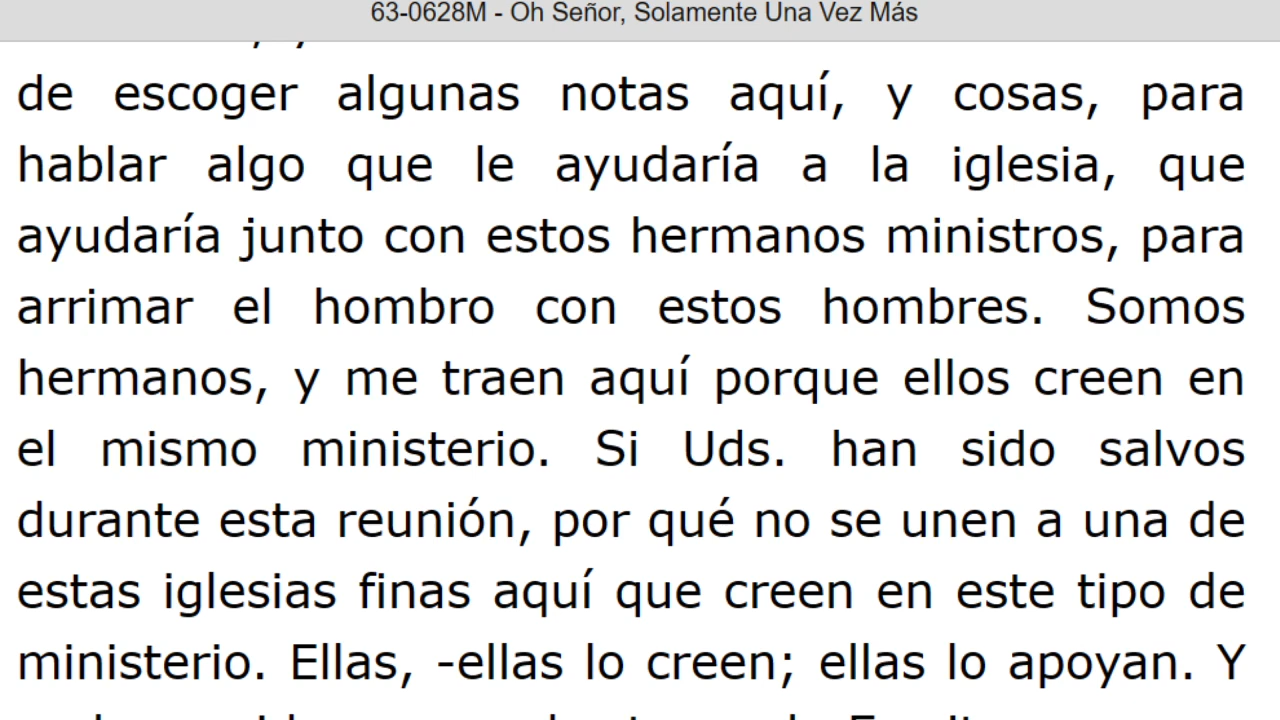 63-0628M - Oh Señor, Solamente Una Vez Más
de escoger algunas notas aquí, y cosas, para
hablar algo que le ayudaría a la iglesia, que
ayudaría junto con estos hermanos ministros, para
arrimar el hombro con estos hombres. Somos
hermanos, y me traen aquí porque ellos creen en
el mismo ministerio. Si Uds. han sido salvos
durante esta reunión, por qué no se unen a una de
estas iglesias finas aquí que creen en este tipo de
ministerio. Ellas, -ellas lo creen; ellas lo apoyan. Y